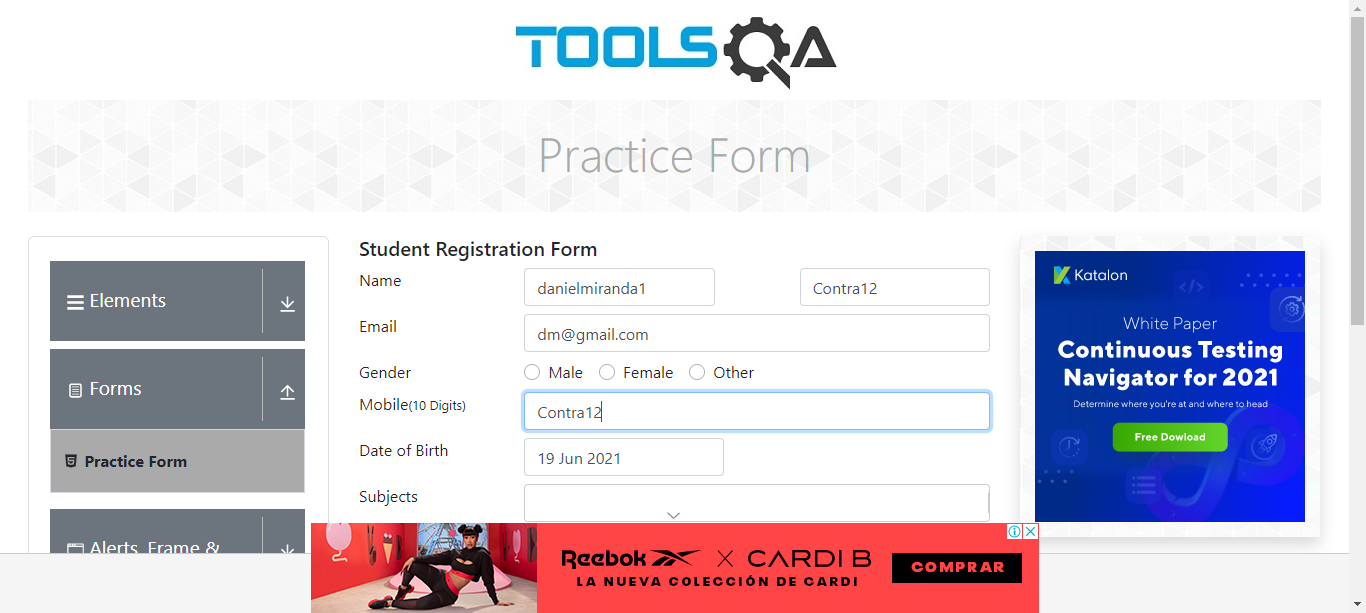 TOOLSQA
Practice Form
Elements
Forms
Practice Form
Alerts, Frame &
Student Registration Form
Name
danielmiranda1
Contra12
Email
dm@gmail.com
Gender
Male
Female
Other
Mobile(10 Digits)
Contra12
Date of Birth
19 Jun 2021
Subjects
Katalon
White Paper
Continuous Testing
Navigator for 2021
Determine where you're at and where to head
Free Dowload
Reebok X CARDI B
LA NUEVA COLECCIÓN DE CARDI
COMPRAR